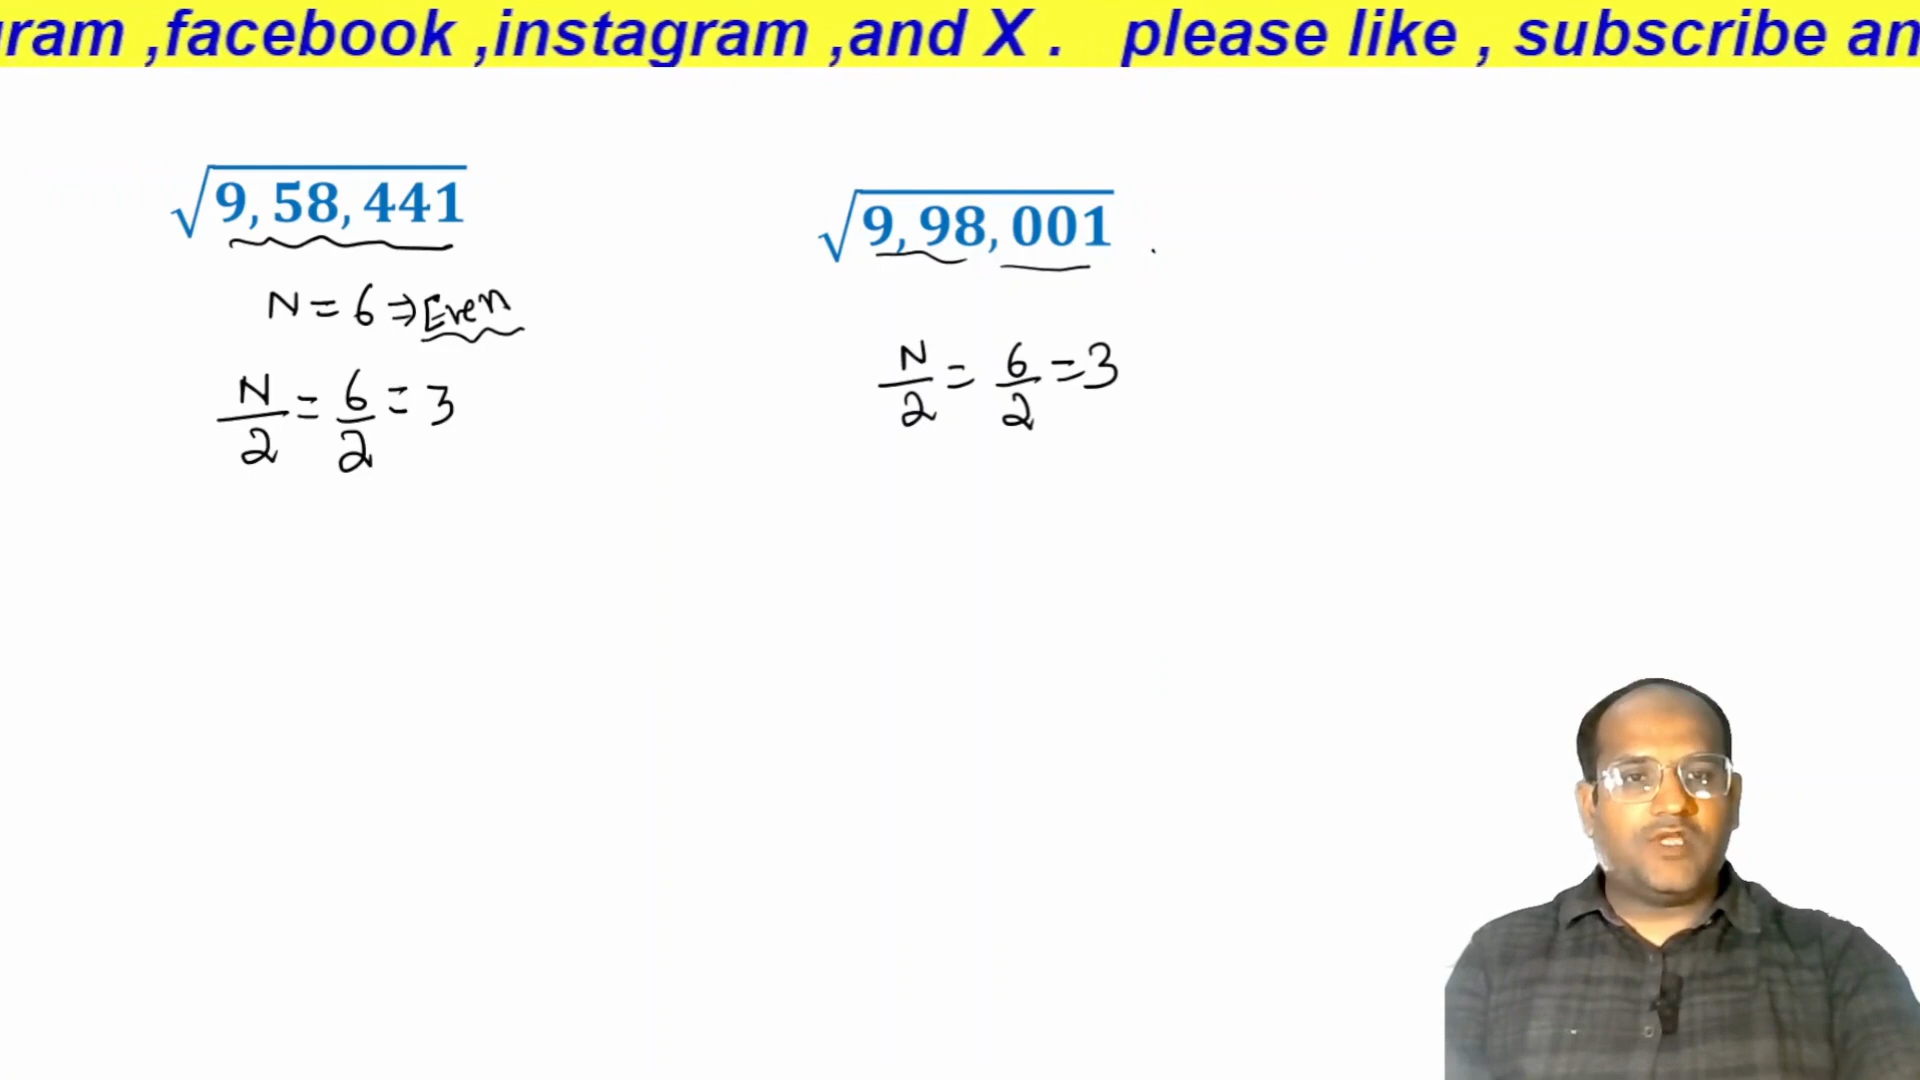 gram ,facebook ,instagram ,and X . please like , subscribe an
√9,58,441
N = 6 ⇒ Even
N/2 = 6/2 = 3
√9,98,001
N/2 = 6/2 = 3